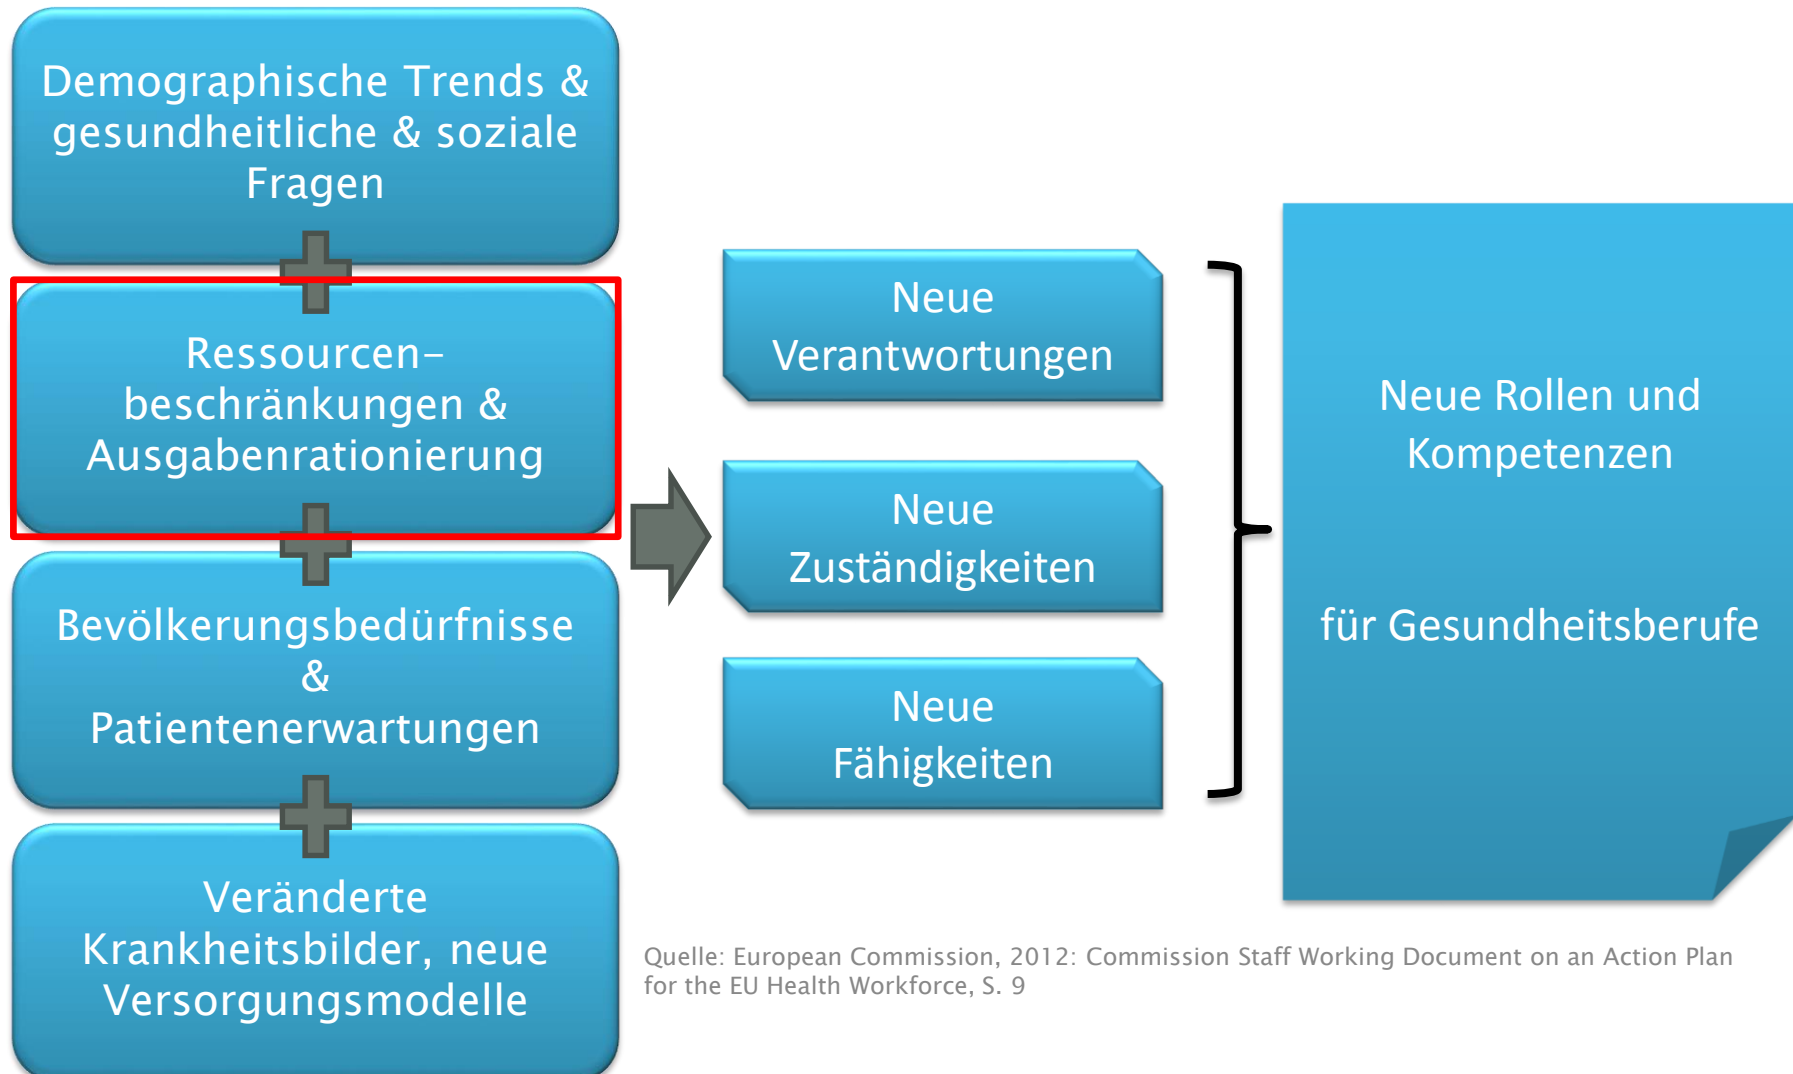 Demographische Trends &
gesundheitliche & soziale
Fragen
Ressourcen-
beschränkungen &
Ausgabenrationierung
Bevölkerungsbedürfnisse
&
Patientenerwartungen
Veränderte
Krankheitsbilder, neue
Versorgungsmodelle
Neue
Verantwortungen
Neue
Zuständigkeiten
Neue
Fähigkeiten
Neue Rollen und
Kompetenzen
für Gesundheitsberufe
Quelle: European Commission, 2012: Commission Staff Working Document on an Action Plan
for the EU Health Workforce, S. 9